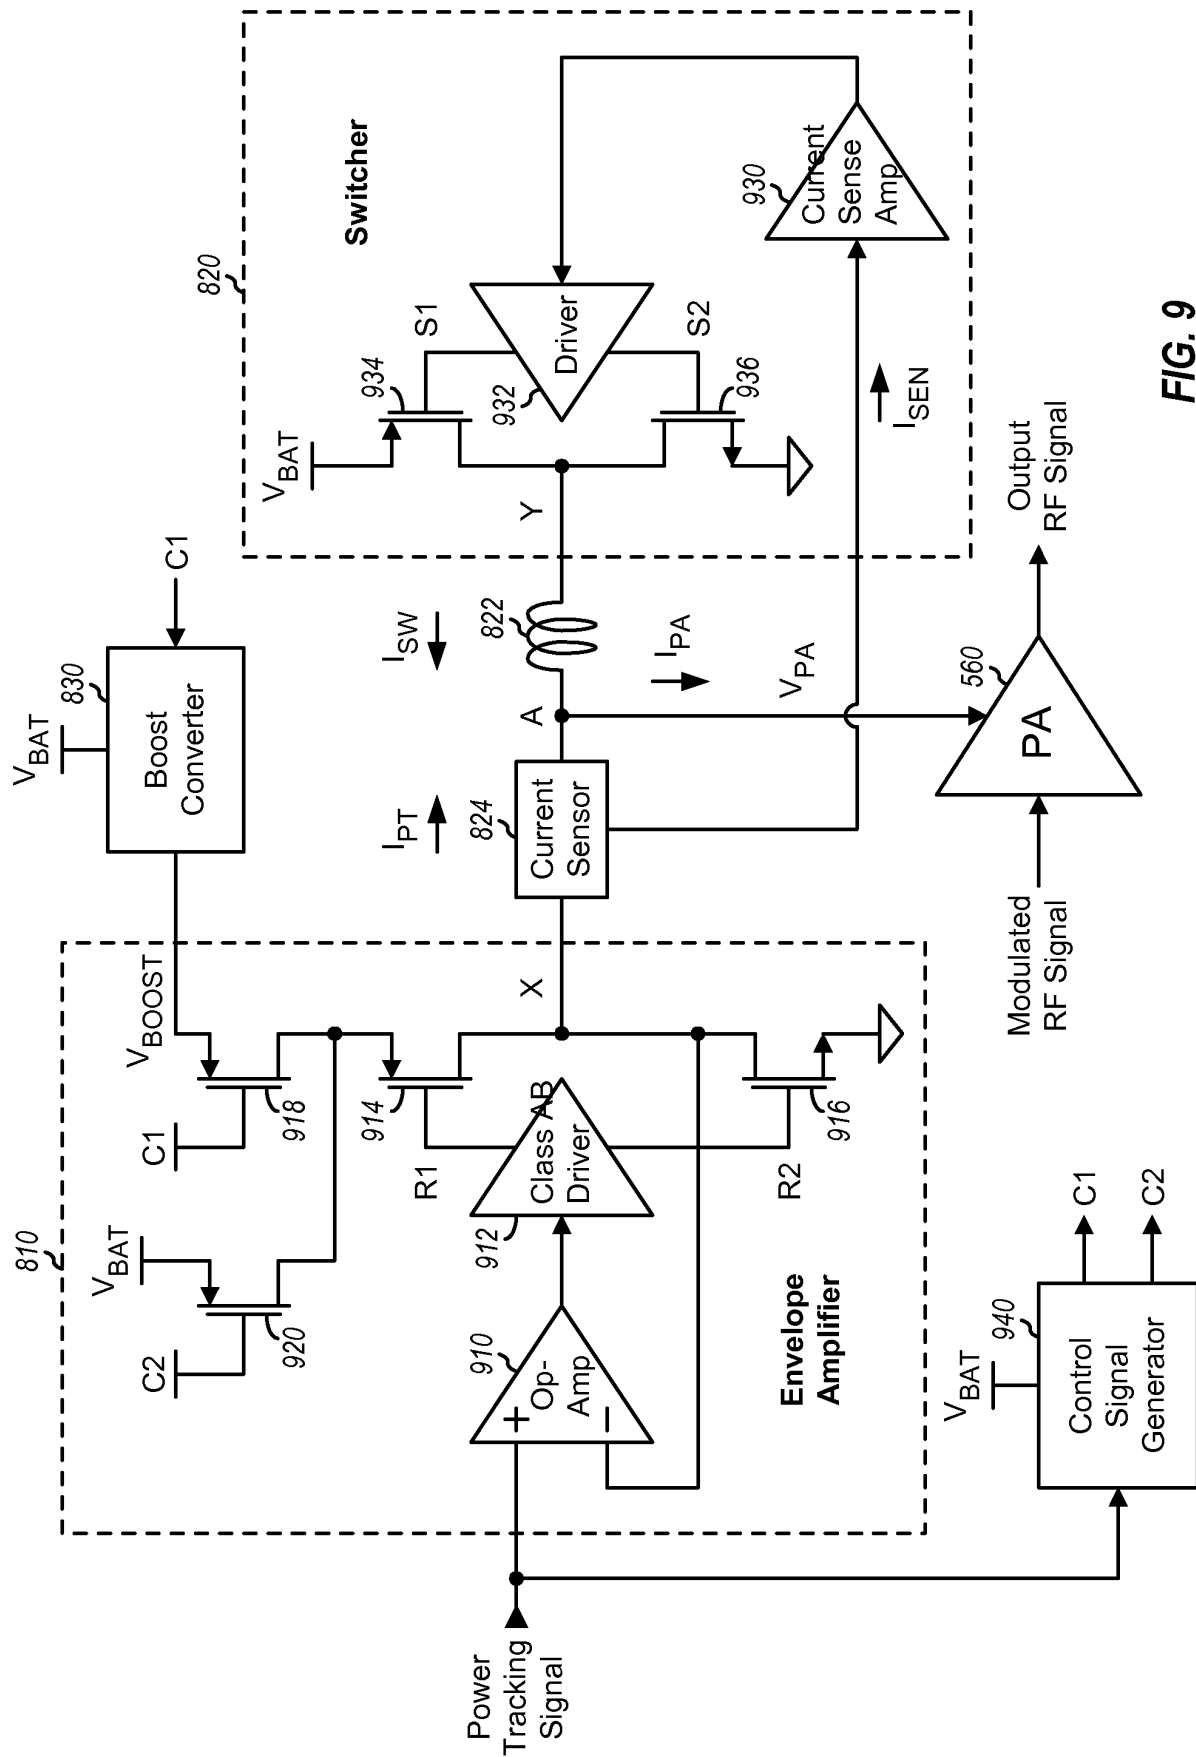 810
C2
V_BAT
C1
V_BOOST
920
918
V_BAT
830
Boost
Converter
C1
820
Switcher
Power
Tracking
Signal
910
Op-
Amp
+
−
912
Class AB
Driver
R1
R2
914
916
X
Envelope
Amplifier
I_PT
824
Current
Sensor
A
I_SW
822
I_PA
V_PA
Y
V_BAT
934
S1
932
Driver
S2
936
930
Current
Sense
Amp
I_SEN
V_BAT
940
Control
Signal
Generator
C1
C2
Modulated
RF Signal
560
PA
Output
RF Signal
FIG. 9